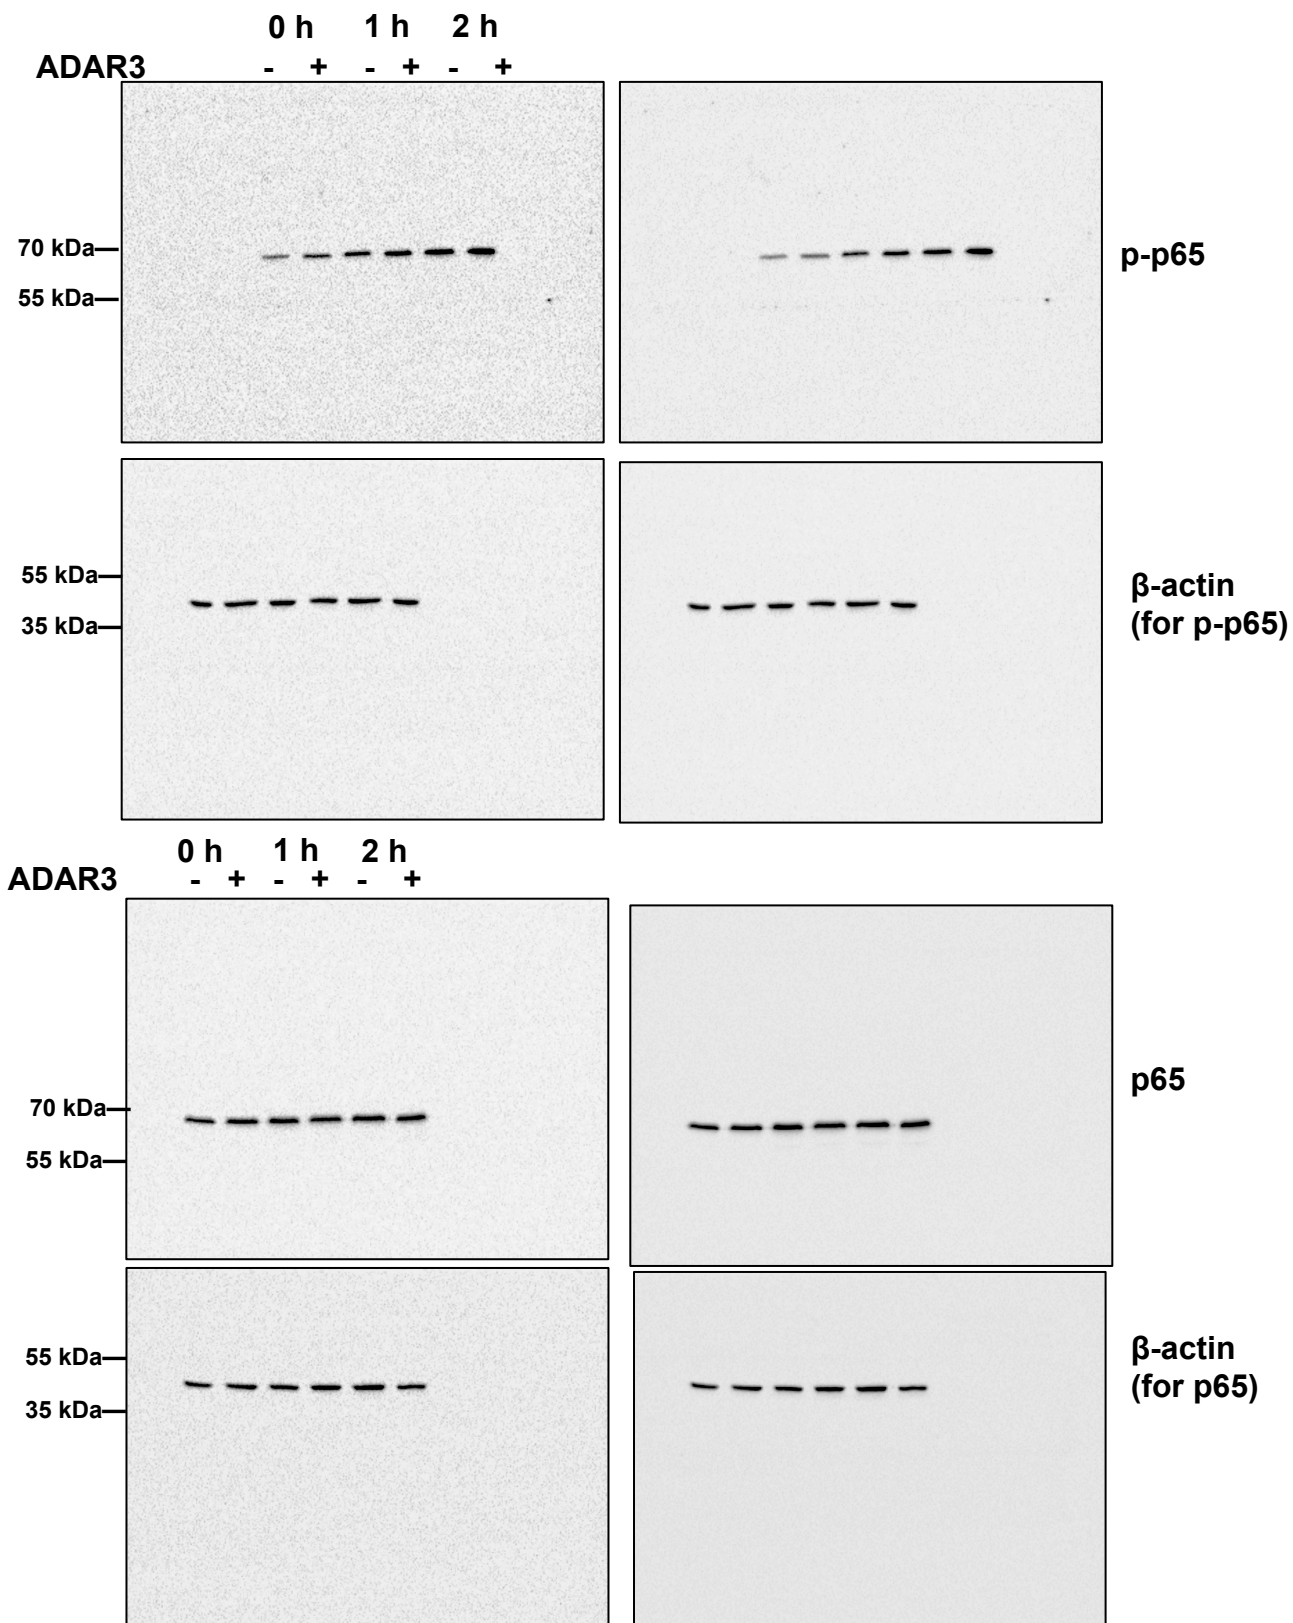 0 h 1 h 2 h
ADAR3 - + - + - +
70 kDa
p-p65
55 kDa
55 kDa
β-actin
(for p-p65)
35 kDa
0 h 1 h 2 h
ADAR3 - + - + - +
p65
70 kDa
55 kDa
β-actin
(for p65)
55 kDa
35 kDa